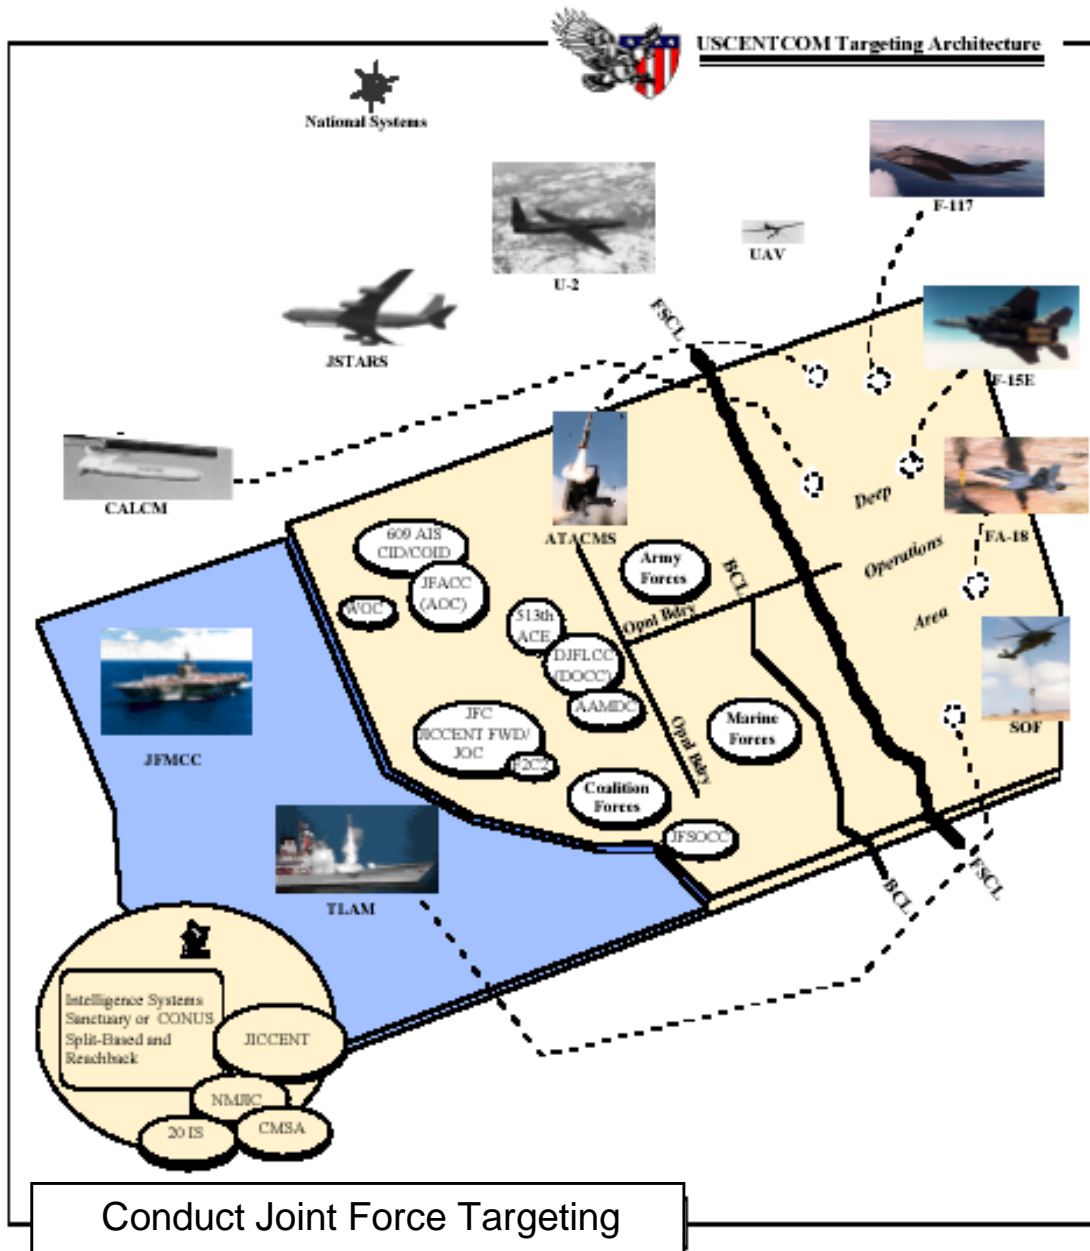 USCENTCOM Targeting Architecture
National Systems
F-117
U-2
UAV
FSCL
JSTARS
F-15E
CALCM
ATACMS
Deep
FA-18
609 AIS
CID/COID
Army
Forces
BCL
Operations
JFACC
(AOC)
WOC
513th
ACE
Opnl Bdry
Area
DJFLCC
(DOCC)
AAMDC
JFC
JICCENT FWD/
JOC
F2C2
Marine
Forces
Opnl Bdry
SOF
JFMCC
Coalition
Forces
JFSOCC
TLAM
BCL
FSCL
Intelligence Systems
Sanctuary or CONUS
Split-Based and
Reachback
JICCENT
NMJIC
20 IS
CMSA
Conduct Joint Force Targeting